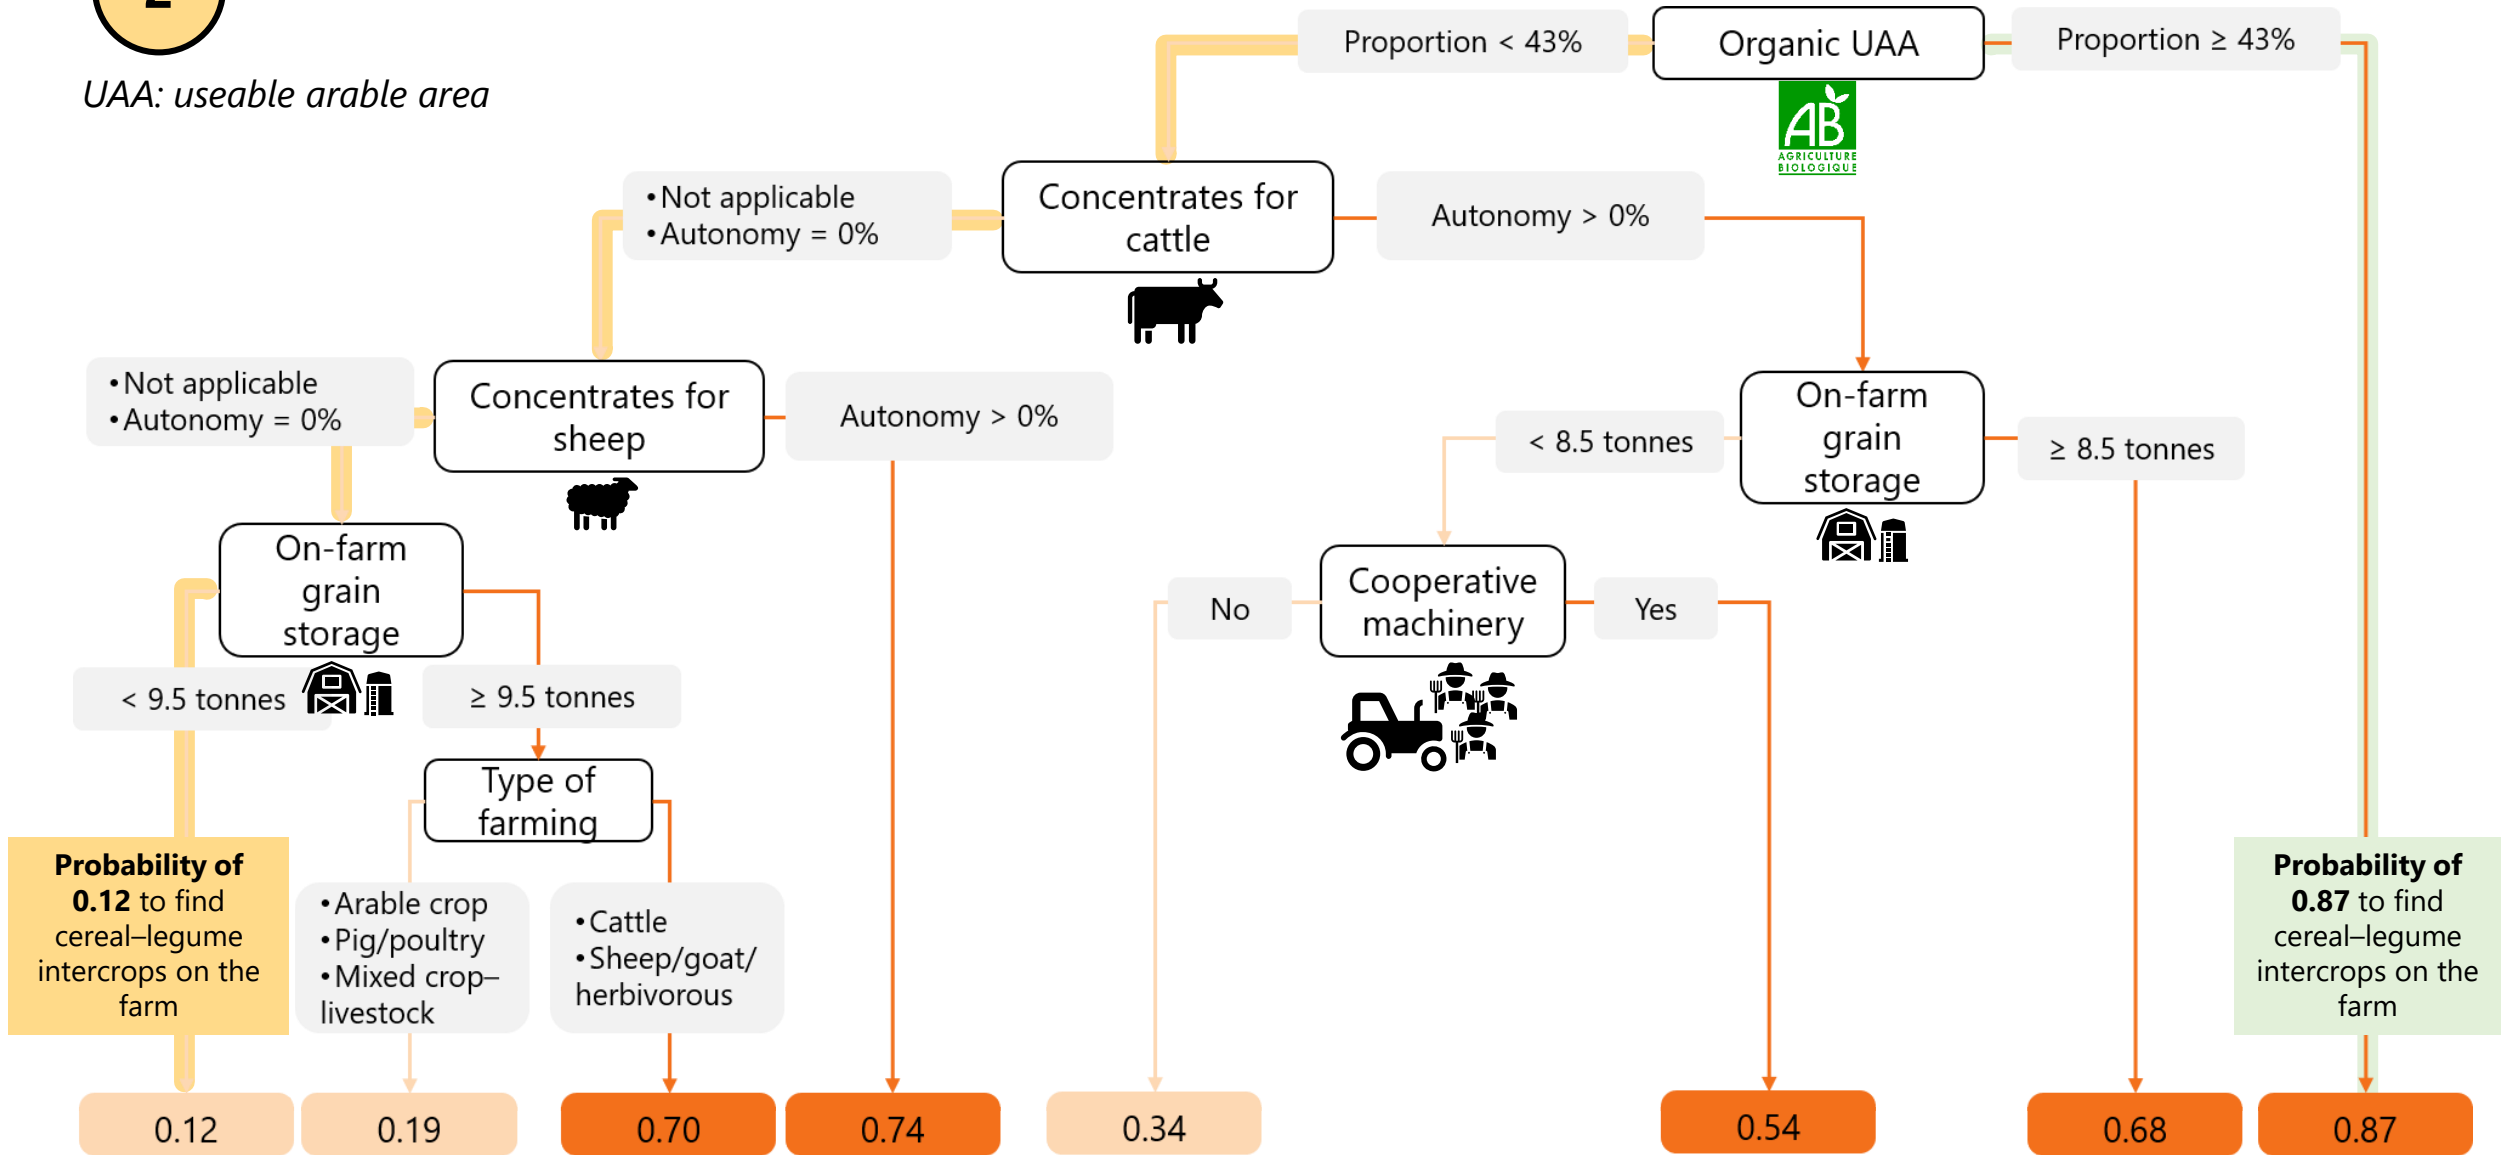 2
UAA: useable arable area
Proportion < 43%
Organic UAA
Proportion ≥ 43%
AB
AGRICULTURE
BIOLOGIQUE
•Not applicable
•Autonomy = 0%
Concentrates for
cattle
Autonomy > 0%
•Not applicable
•Autonomy = 0%
Concentrates for
sheep
Autonomy > 0%
< 8.5 tonnes
On-farm
grain
storage
≥ 8.5 tonnes
On-farm
grain
storage
No
Cooperative
machinery
Yes
< 9.5 tonnes
≥ 9.5 tonnes
Type of
farming
Probability of
0.12 to find
cereal–legume
intercrops on the
farm
•Arable crop
•Pig/poultry
•Mixed crop–
livestock
•Cattle
•Sheep/goat/
herbivorous
Probability of
0.87 to find
cereal–legume
intercrops on the
farm
0.12
0.19
0.70
0.74
0.34
0.54
0.68
0.87